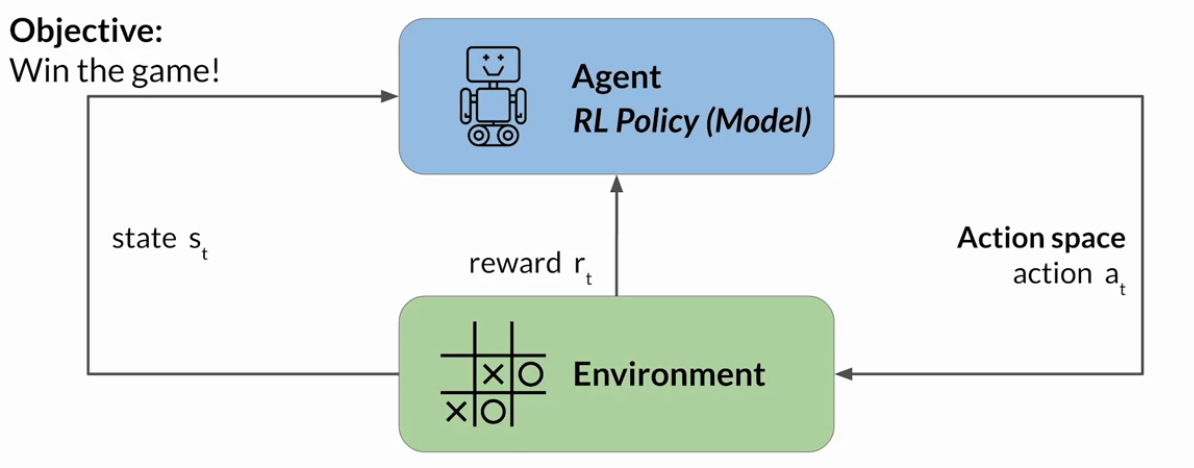 Objective:
Win the game!
Agent
RL Policy (Model)
state s_t
reward r_t
Action space
action a_t
X O
X O
Environment